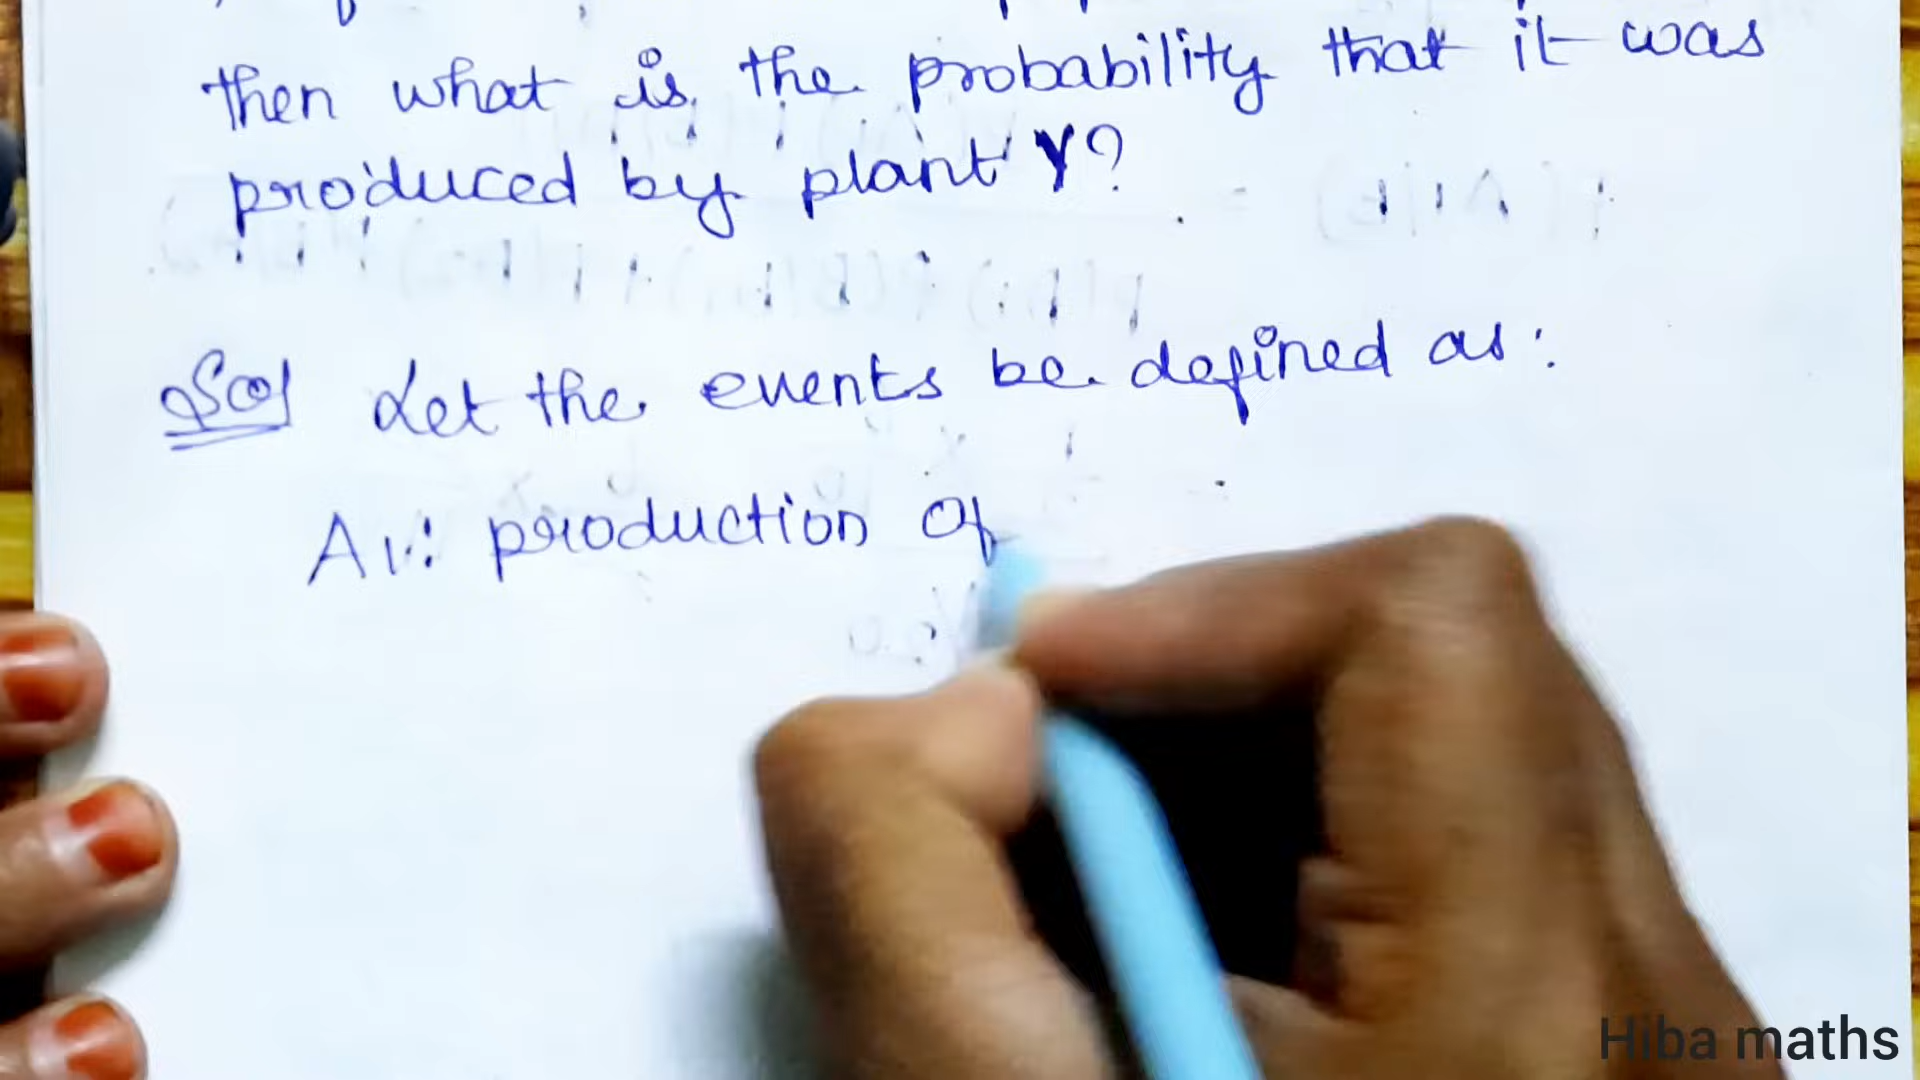 then what is the probability that it was
produced by plant Y?
Sol Let the events be defined as:
A1: production of
Hiba maths